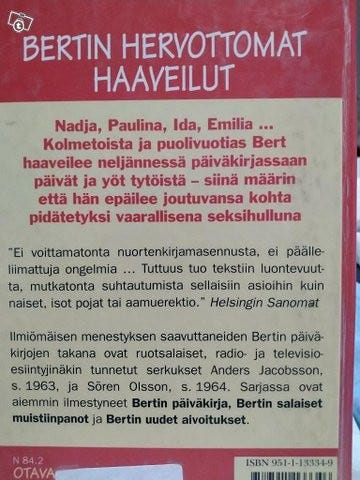 tori
BERTIN HERVOTTOMAT
HAAVEILUT
Nadja, Paulina, Ida, Emilia ...
Kolmetoista ja puolivuotias Bert
haaveilee neljännessä päiväkirjassaan
päivät ja yöt tytöistä – siinä määrin
että hän epäilee joutuvansa kohta
pidätetyksi vaarallisena seksihulluna
"Ei voittamatonta nuortenkirjamasennusta, ei päälle-
liimattuja ongelmia ... Tuttuus tuo tekstiin luontevuut-
ta, mutkatonta suhtautumista sellaisiin asioihin kuin
naiset, isot pojat tai aamuerektio." Helsingin Sanomat
Ilmiömäisen menestyksen saavuttaneiden Bertin päivä-
kirjojen takana ovat ruotsalaiset, radio- ja televisio-
esiintyjinäkin tunnetut serkukset Anders Jacobsson,
s. 1963, ja Sören Olsson, s. 1964. Sarjassa ovat
aiemmin ilmestyneet Bertin päiväkirja, Bertin salaiset
muistiinpanot ja Bertin uudet aivoitukset.
N 84.2
OTAVA
ISBN 951-1-13334-9